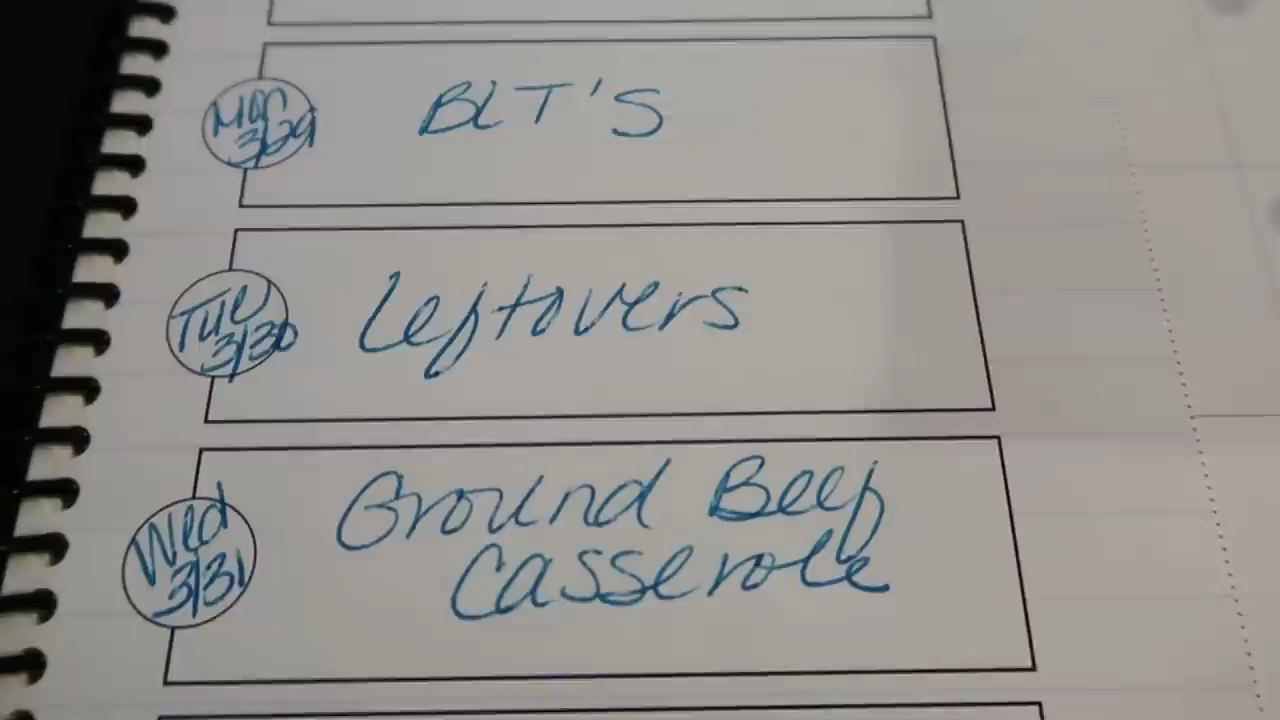 Mon
3/29
BLT'S
Tue
3/30
Leftovers
Wed
3/31
Ground Beef
Casserole